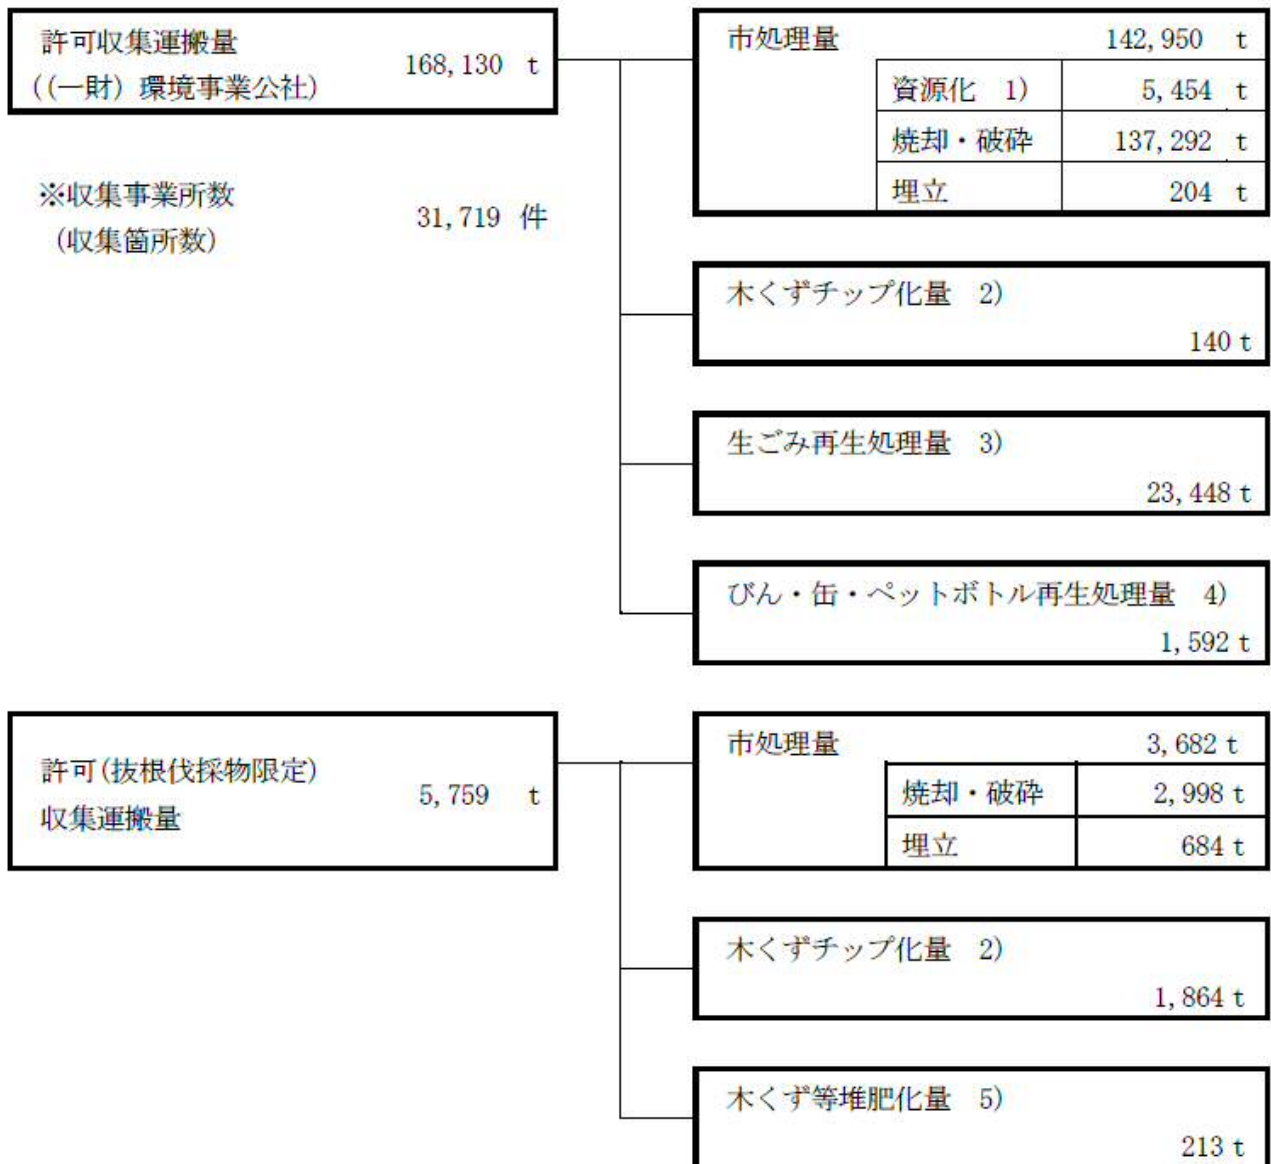 許可収集運搬量
((一財) 環境事業公社)
168,130 t
※収集事業所数
(収集箇所数)
31,719 件
市処理量 142,950 t
資源化 1) 5,454 t
焼却・破砕 137,292 t
埋立 204 t
木くずチップ化量 2)
140 t
生ごみ再生処理量 3)
23,448 t
びん・缶・ペットボトル再生処理量 4)
1,592 t
許可(抜根伐採物限定)
収集運搬量
5,759 t
市処理量 3,682 t
焼却・破砕 2,998 t
埋立 684 t
木くずチップ化量 2)
1,864 t
木くず等堆肥化量 5)
213 t